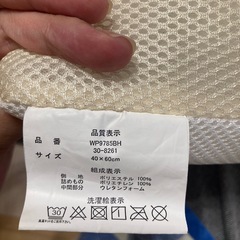 品質表示
品番 WP9785BH
30-8261
サイズ 40×60cm
組成表示
側地 ポリエステル 100%
詰めもの ポリエチレン 100%
中間部 ウレタンフォーム
30
洗濯絵表示